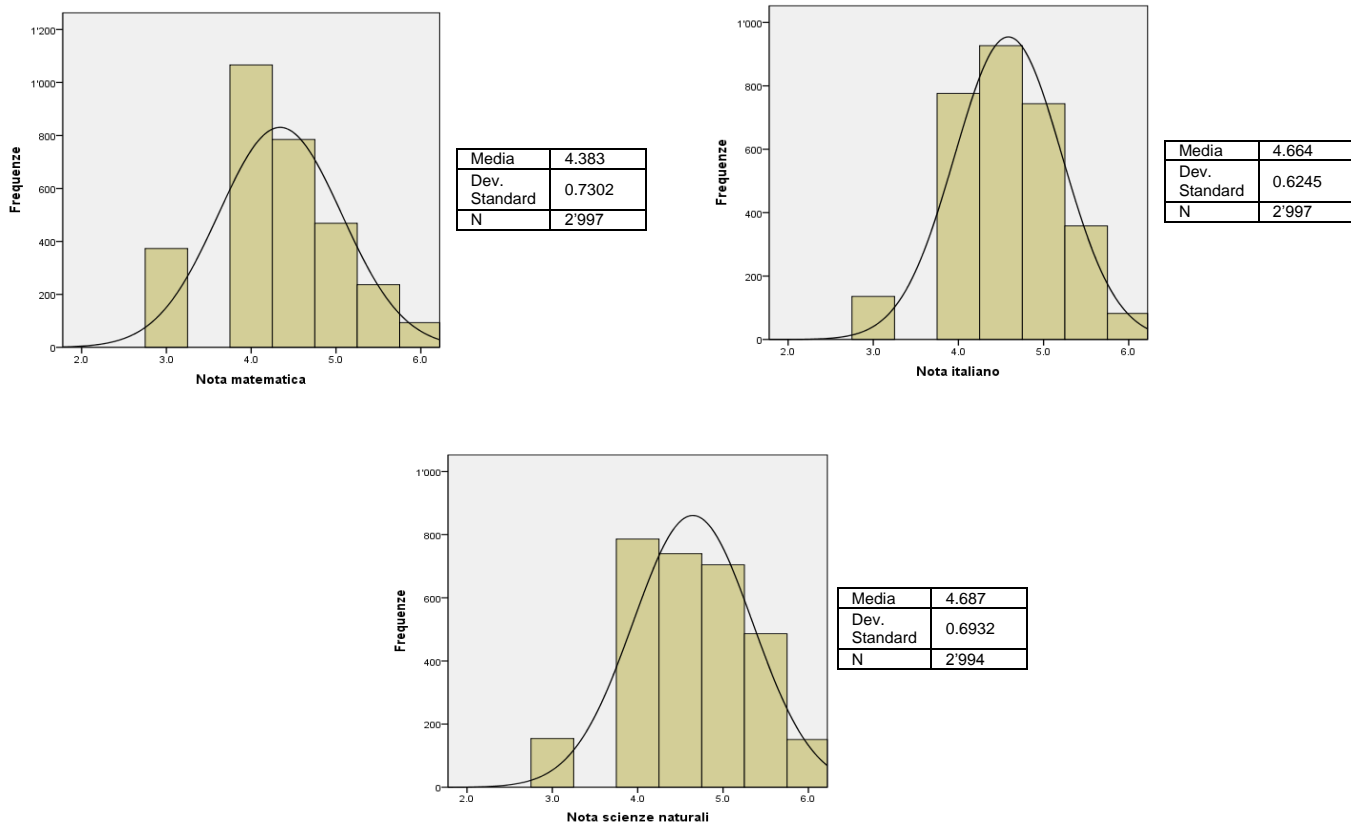 1'200
1'000
800
600
400
200
0
Frequenze
2.0 3.0 4.0 5.0 6.0
Nota matematica
Media 4.383
Dev.
Standard 0.7302
N 2'997
1'000
800
600
400
200
0
Frequenze
2.0 3.0 4.0 5.0 6.0
Nota italiano
Media 4.664
Dev.
Standard 0.6245
N 2'997
1'000
800
600
400
200
0
Frequenze
2.0 3.0 4.0 5.0 6.0
Nota scienze naturali
Media 4.687
Dev.
Standard 0.6932
N 2’994